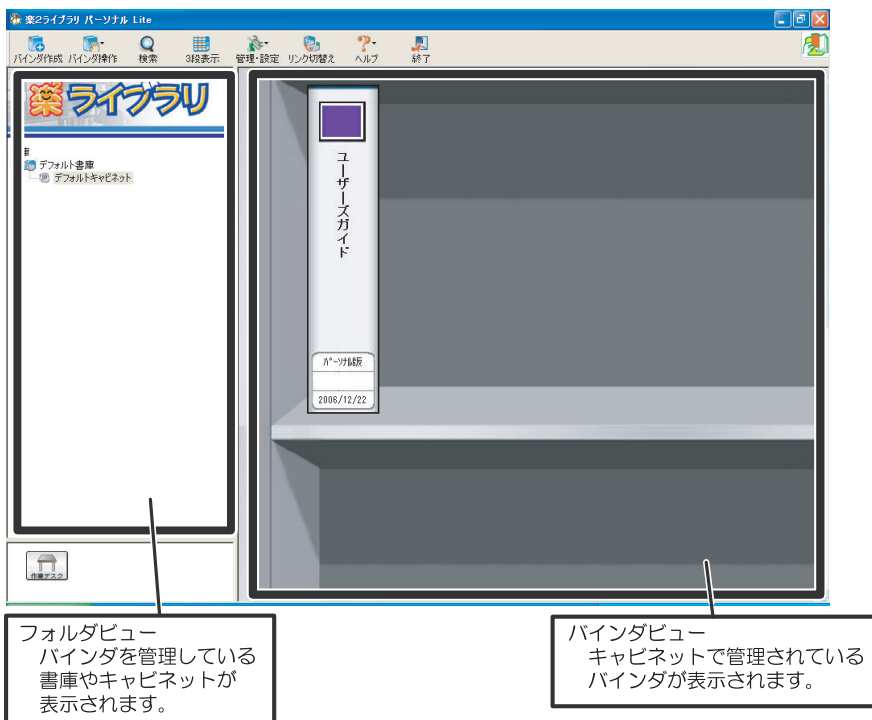 楽2ライブラリ パーソナル Lite
バインダ作成 バインダ操作 検索 3段表示 管理・設定 リンク切替え ヘルプ 終了
楽ライブラリ
デフォルト書庫
デフォルトキャビネット
ユーザーズガイド
パーソナル版
2006/12/22
作業デスク
フォルダビュー
バインダを管理している
書庫やキャビネットが
表示されます。
バインダビュー
キャビネットで管理されている
バインダが表示されます。